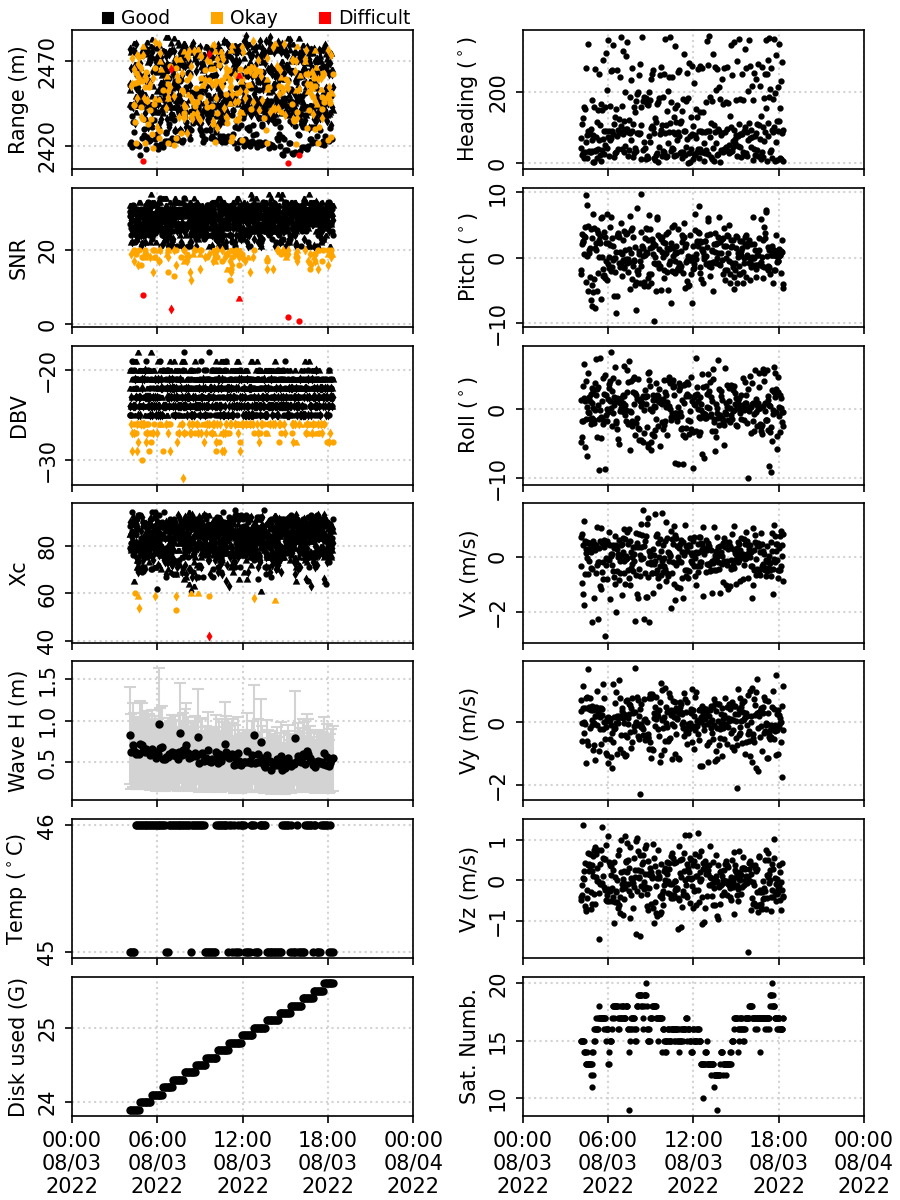 Good Okay Difficult
Range (m)
2470
2420
Heading (°)
200
0
SNR
20
0
Pitch (°)
10
0
−10
DBV
−20
−30
Roll (°)
0
−10
Xc
80
60
40
Vx (m/s)
0
−2
Wave H (m)
1.5
1.0
0.5
Vy (m/s)
0
−2
Temp (°C)
46
45
Vz (m/s)
1
0
−1
Disk used (G)
25
24
Sat. Numb.
20
15
10
00:00 06:00 12:00 18:00 00:00 00:00 06:00 12:00 18:00 00:00
08/03 08/03 08/03 08/03 08/04 08/03 08/03 08/03 08/03 08/04
2022 2022 2022 2022 2022 2022 2022 2022 2022 2022